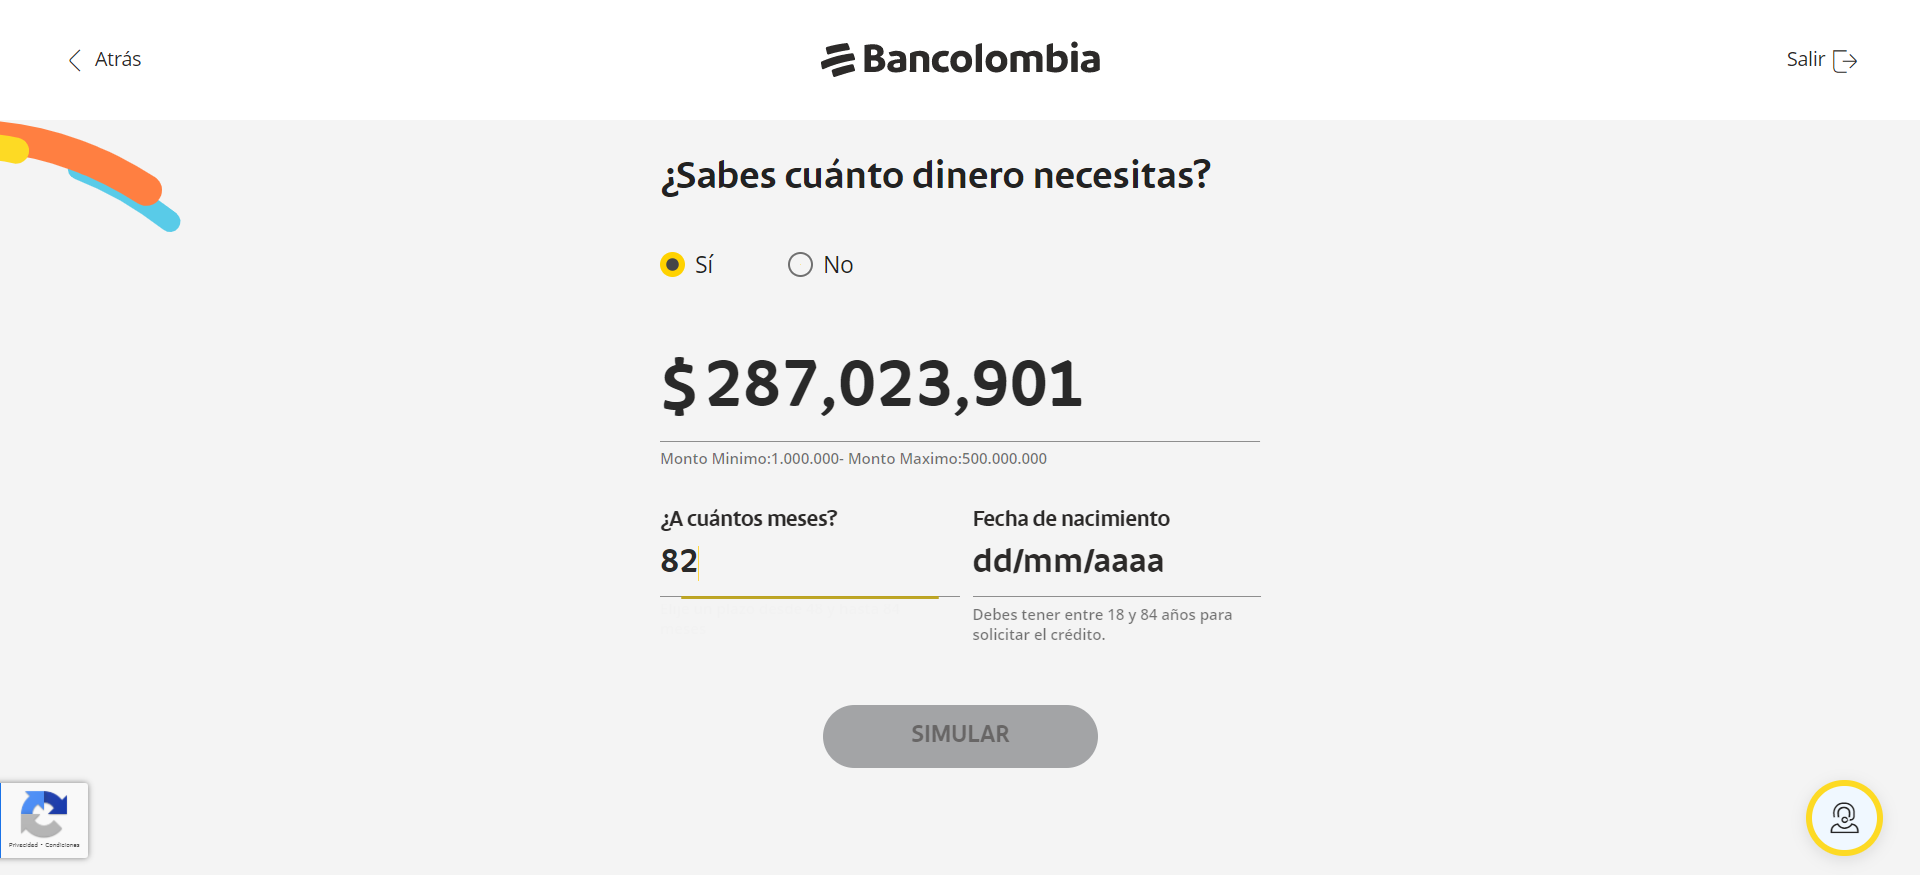 Atrás
Bancolombia
Salir
¿Sabes cuánto dinero necesitas?
Sí
No
$287,023,901
Monto Minimo:1.000.000- Monto Maximo:500.000.000
¿A cuántos meses?
82
Fecha de nacimiento
dd/mm/aaaa
Debes tener entre 18 y 84 años para
solicitar el crédito.
SIMULAR
Privacidad - Condiciones